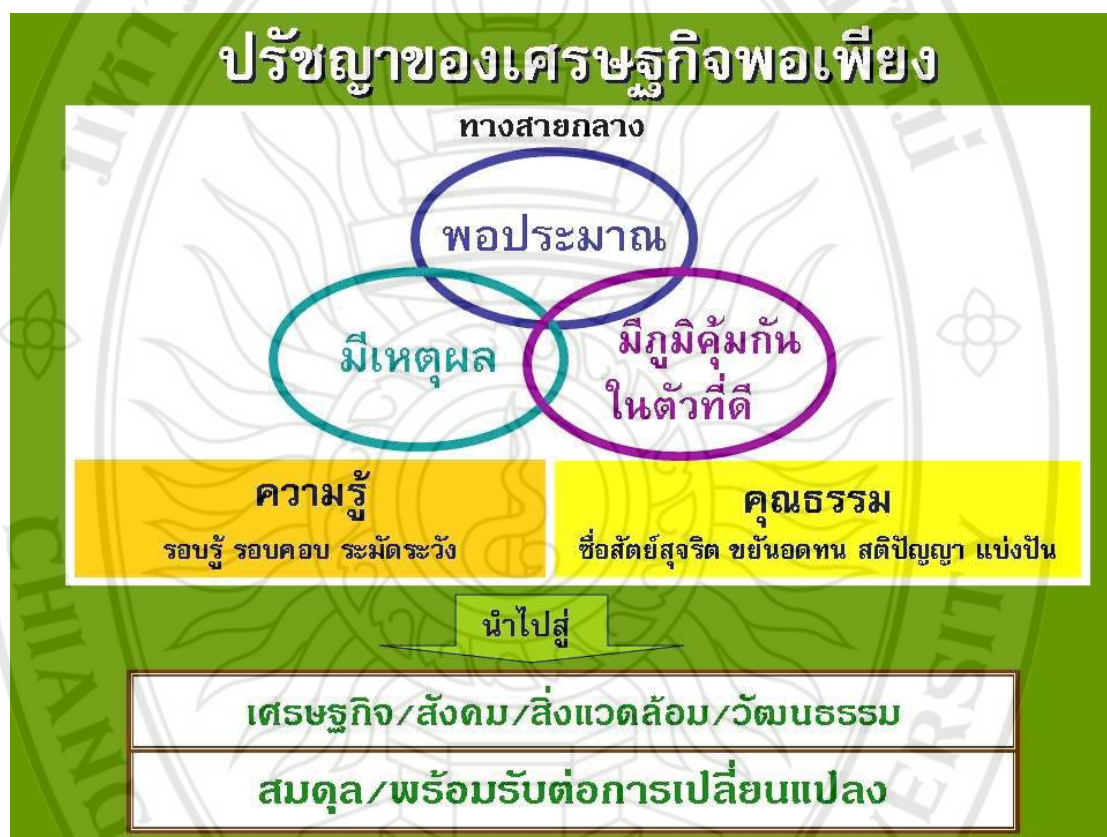 ปรัชญาของเศรษฐกิจพอเพียง
ทางสายกลาง
พอประมาณ
มีเหตุผล
มีภูมิคุ้มกัน
ในตัวที่ดี
ความรู้
รอบรู้ รอบคอบ ระมัดระวัง
คุณธรรม
ซื่อสัตย์สุจริต ขยันอดทน สติปัญญา แบ่งปัน
นำไปสู่
เศรษฐกิจ/สังคม/สิ่งแวดล้อม/วัฒนธรรม
สมดุล/พร้อมรับต่อการเปลี่ยนแปลง